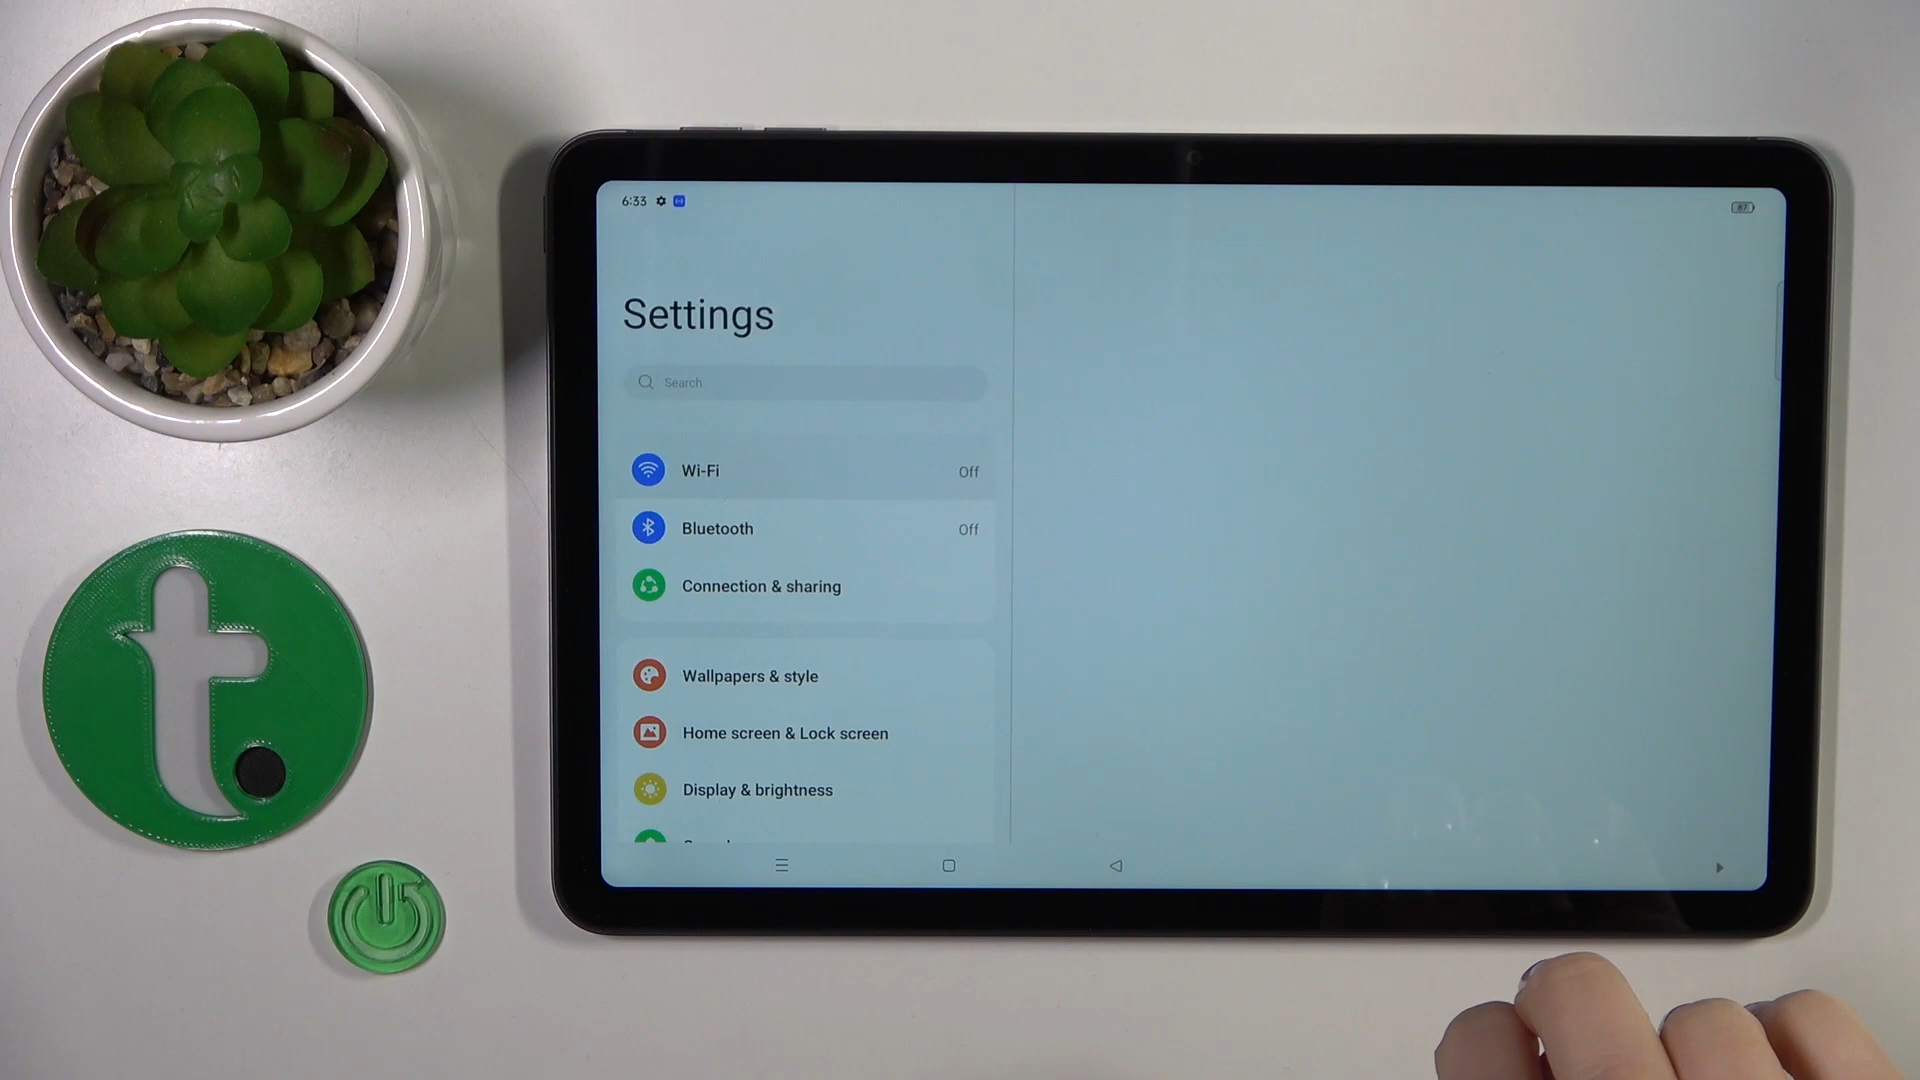 6:33
67
Settings
Search
Wi-Fi Off
Bluetooth Off
Connection & sharing
Wallpapers & style
Home screen & Lock screen
Display & brightness
t